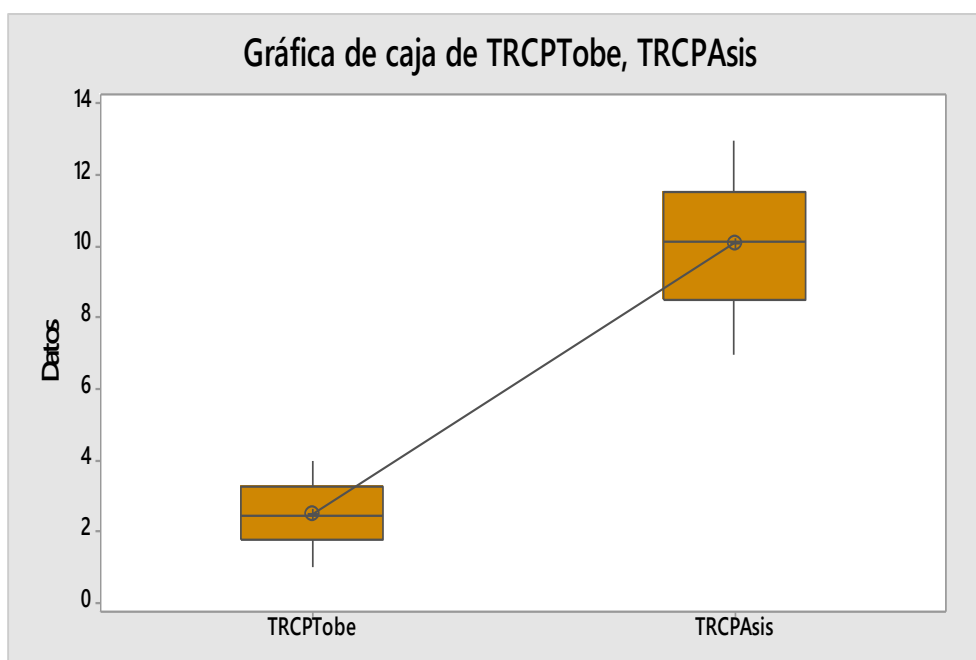 Gráfica de caja de TRCPTobe, TRCPAsis
14
12
10
8
6
4
2
0
Datos
TRCPTobe
TRCPAsis